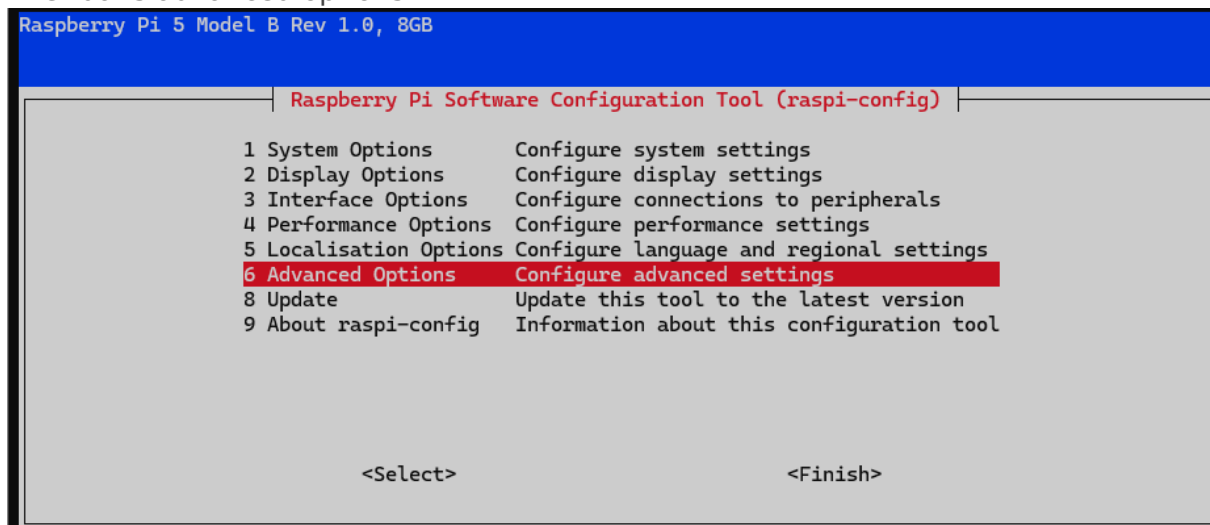 Raspberry Pi 5 Model B Rev 1.0, 8GB
Raspberry Pi Software Configuration Tool (raspi-config)
1 System Options Configure system settings
2 Display Options Configure display settings
3 Interface Options Configure connections to peripherals
4 Performance Options Configure performance settings
5 Localisation Options Configure language and regional settings
6 Advanced Options Configure advanced settings
8 Update Update this tool to the latest version
9 About raspi-config Information about this configuration tool
<Select> <Finish>